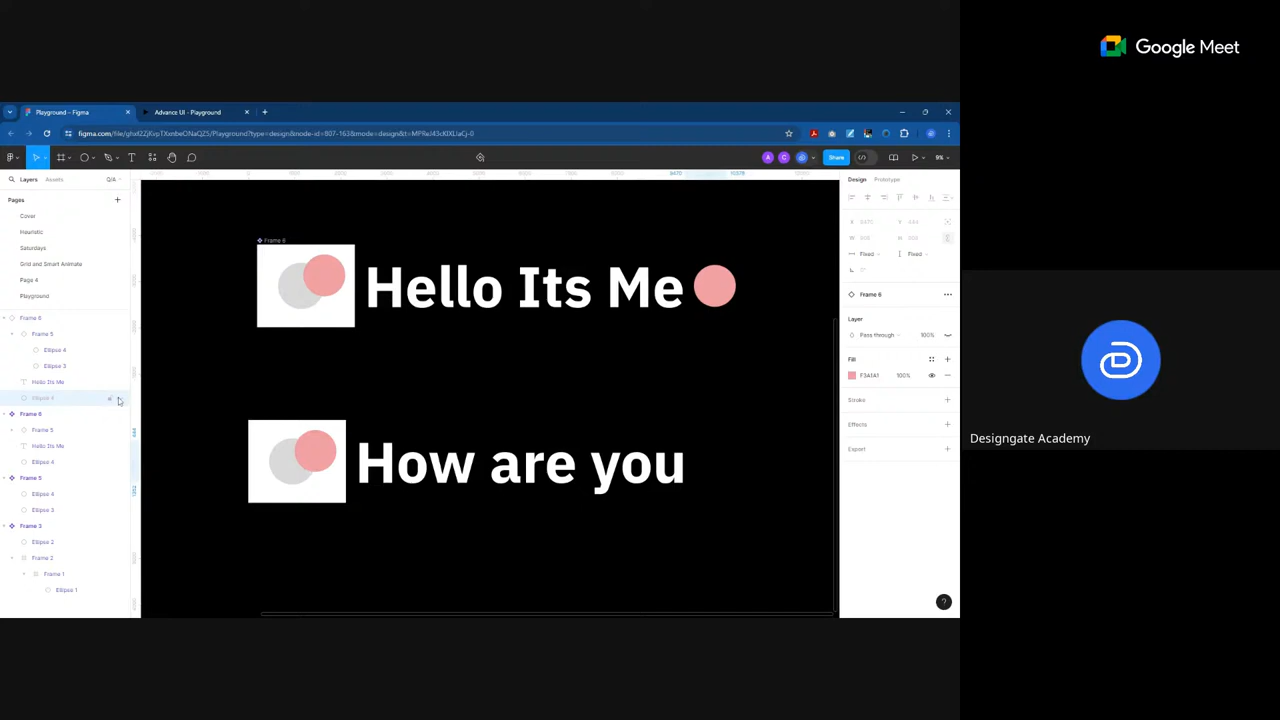 Google Meet
Playground – Figma
Advance UI - Playground
Share
9%
Layers
Assets
Design
Prototype
Pages
Cover
Heuristic
Saturdays
Grid and Smart Animate
Page 4
Playground
Frame 6
Frame 5
Ellipse 4
Ellipse 3
Hello Its Me
Frame 6
Frame 5
Hello Its Me
Ellipse 4
Frame 5
Ellipse 4
Ellipse 3
Frame 3
Ellipse 2
Frame 2
Frame 1
Ellipse 1
Frame 6
Hello Its Me
How are you
X
Y
W
H
Fixed
Fixed
Frame 6
Layer
Pass through
100%
Fill
F3A1A1
100%
Stroke
Effects
Export
?
A
C
Designgate Academy